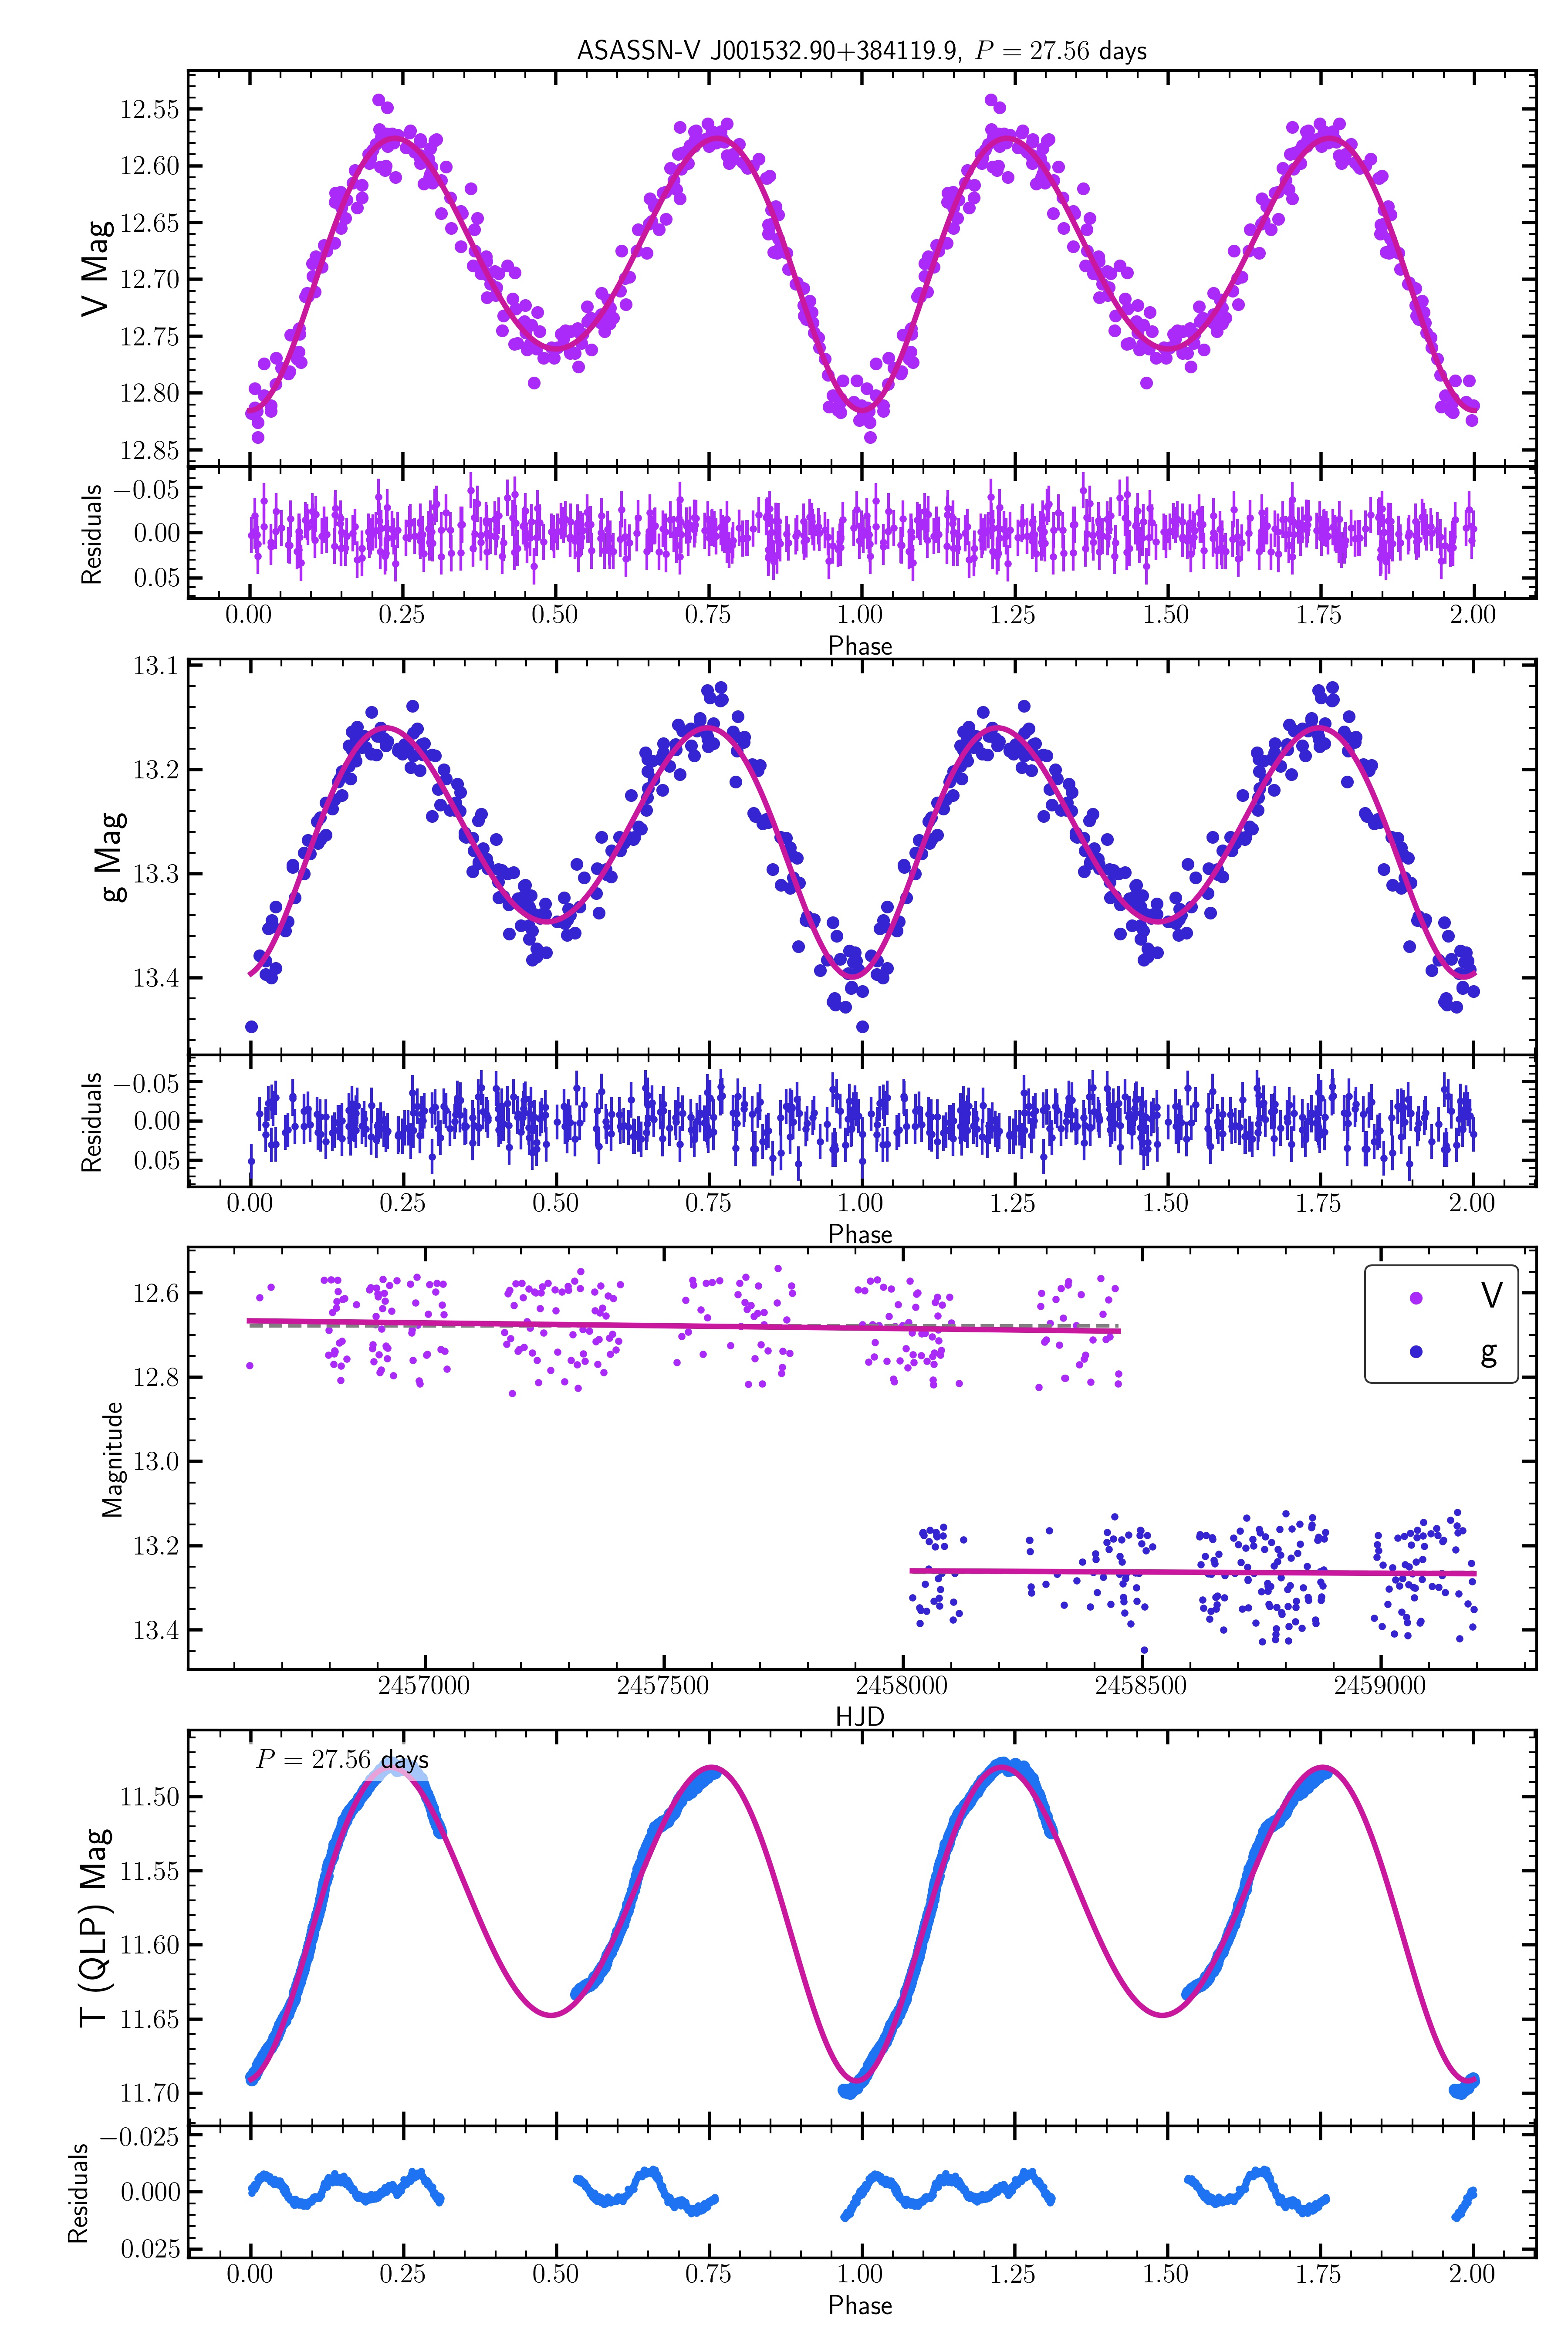 ASASSN-V J001532.90+384119.9, P = 27.56 days
V Mag
12.55
12.60
12.65
12.70
12.75
12.80
12.85
Residuals
−0.05
0.00
0.05
0.00 0.25 0.50 0.75 1.00 1.25 1.50 1.75 2.00
Phase
g Mag
13.1
13.2
13.3
13.4
Residuals
−0.05
0.00
0.05
0.00 0.25 0.50 0.75 1.00 1.25 1.50 1.75 2.00
Phase
Magnitude
12.6
12.8
13.0
13.2
13.4
V
g
2457000 2457500 2458000 2458500 2459000
HJD
P = 27.56 days
T (QLP) Mag
11.50
11.55
11.60
11.65
11.70
Residuals
−0.025
0.000
0.025
0.00 0.25 0.50 0.75 1.00 1.25 1.50 1.75 2.00
Phase